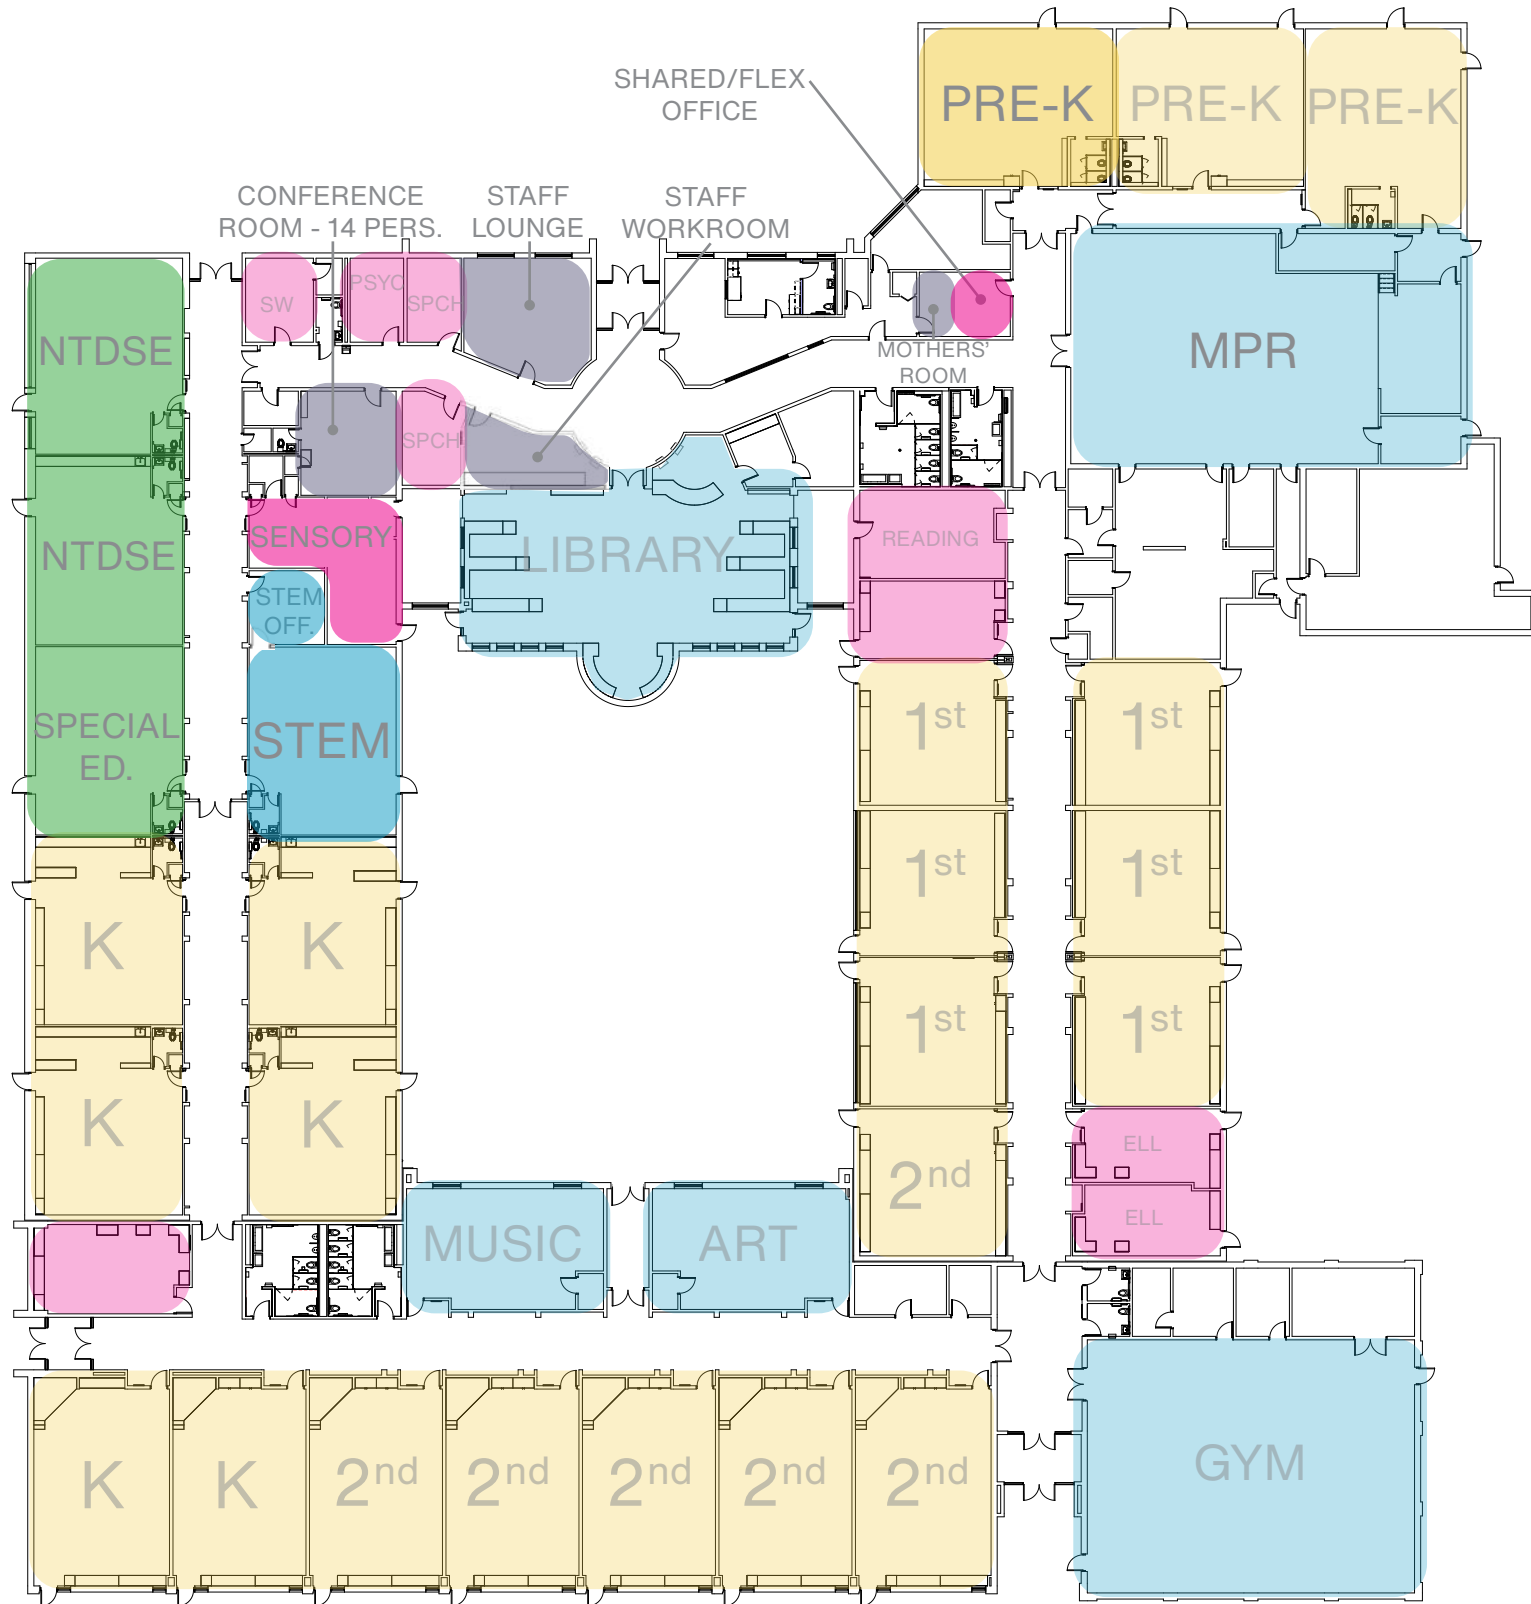 SHARED/FLEX
OFFICE
PRE-K
PRE-K
PRE-K
CONFERENCE
ROOM - 14 PERS.
STAFF
LOUNGE
STAFF
WORKROOM
SW
PSYC
SPCH
MOTHERS'
ROOM
MPR
NTDSE
SPCH
NTDSE
SENSORY
LIBRARY
READING
STEM
OFF.
SPECIAL
ED.
STEM
1st
1st
1st
1st
K
K
1st
1st
K
K
ELL
2nd
ELL
MUSIC
ART
K
K
2nd
2nd
2nd
2nd
2nd
GYM